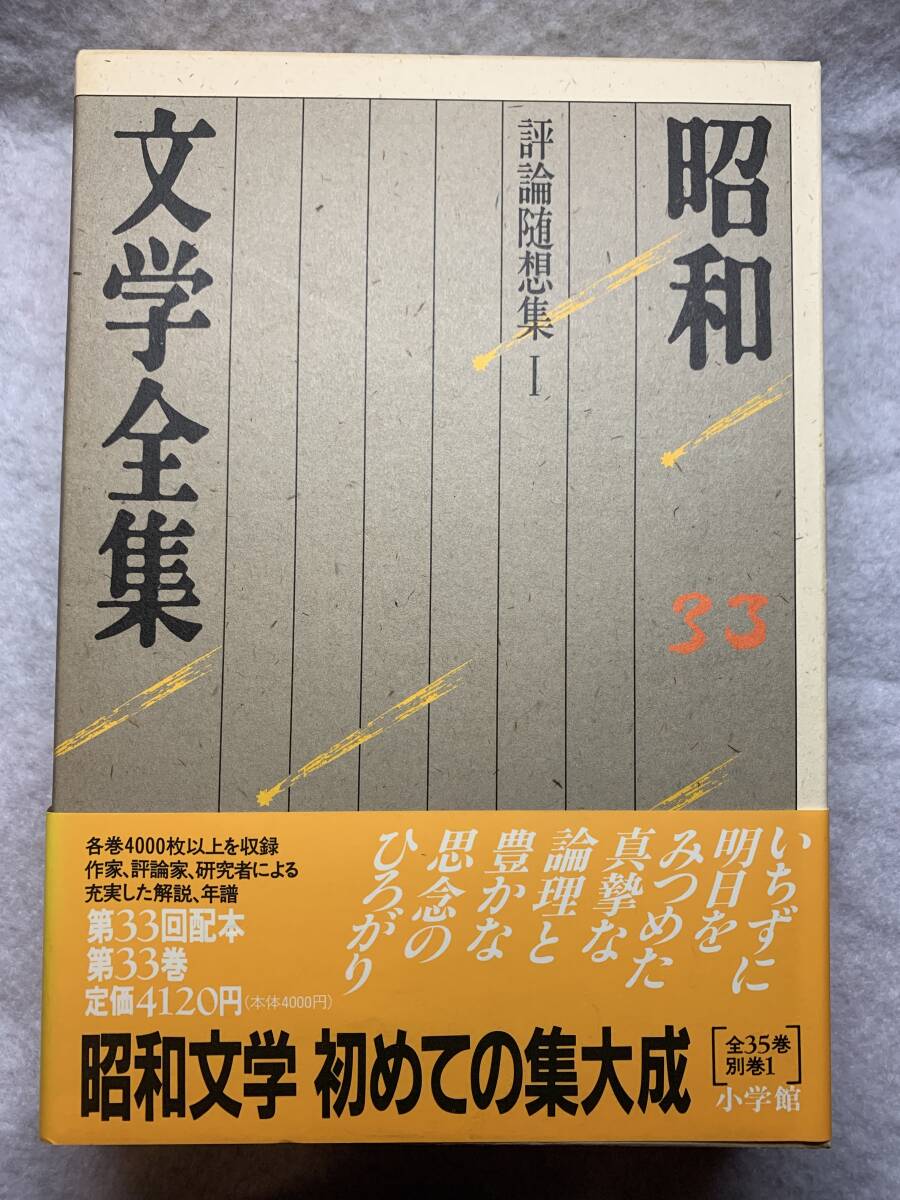 昭和
文学全集
評論随想集 I
33
いちずに
明日を
みつめた
真摯な
論理と
豊かな
思念の
ひろがり
各巻4000枚以上を収録
作家、評論家、研究者による
充実した解説、年譜
第33回配本
第33巻
定価4120円(本体4000円)
昭和文学 初めての集大成
全35巻
別巻1
小学館